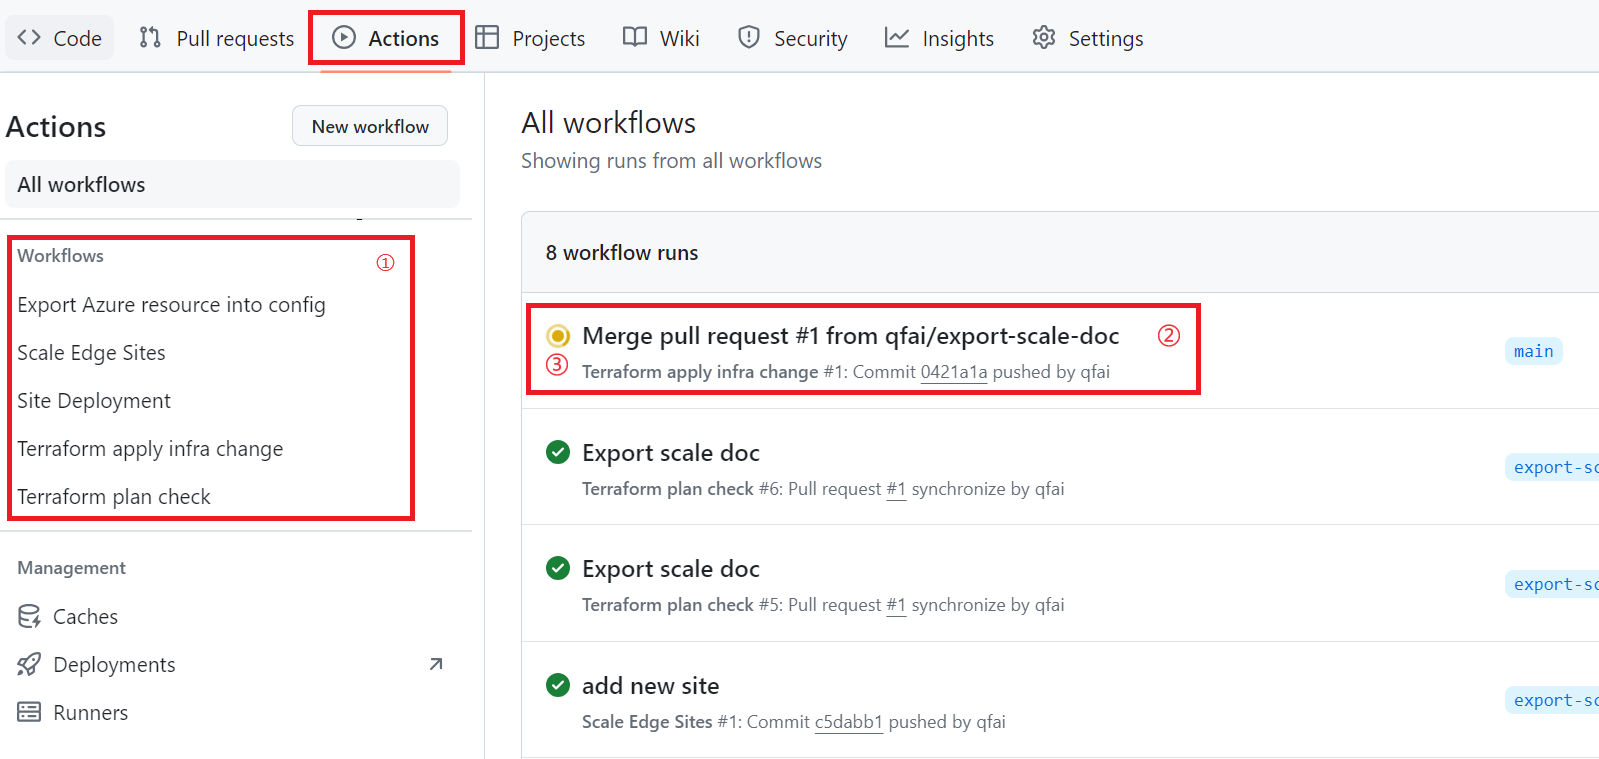 Code Pull requests Actions Projects Wiki Security Insights Settings
Actions New workflow
All workflows
Workflows ①
Export Azure resource into config
Scale Edge Sites
Site Deployment
Terraform apply infra change
Terraform plan check
Management
Caches
Deployments
Runners
All workflows
Showing runs from all workflows
8 workflow runs
Merge pull request #1 from qfai/export-scale-doc ②
main
③ Terraform apply infra change #1: Commit 0421a1a pushed by qfai
Export scale doc
export-sc
Terraform plan check #6: Pull request #1 synchronize by qfai
Export scale doc
export-sc
Terraform plan check #5: Pull request #1 synchronize by qfai
add new site
export-sc
Scale Edge Sites #1: Commit c5dabb1 pushed by qfai